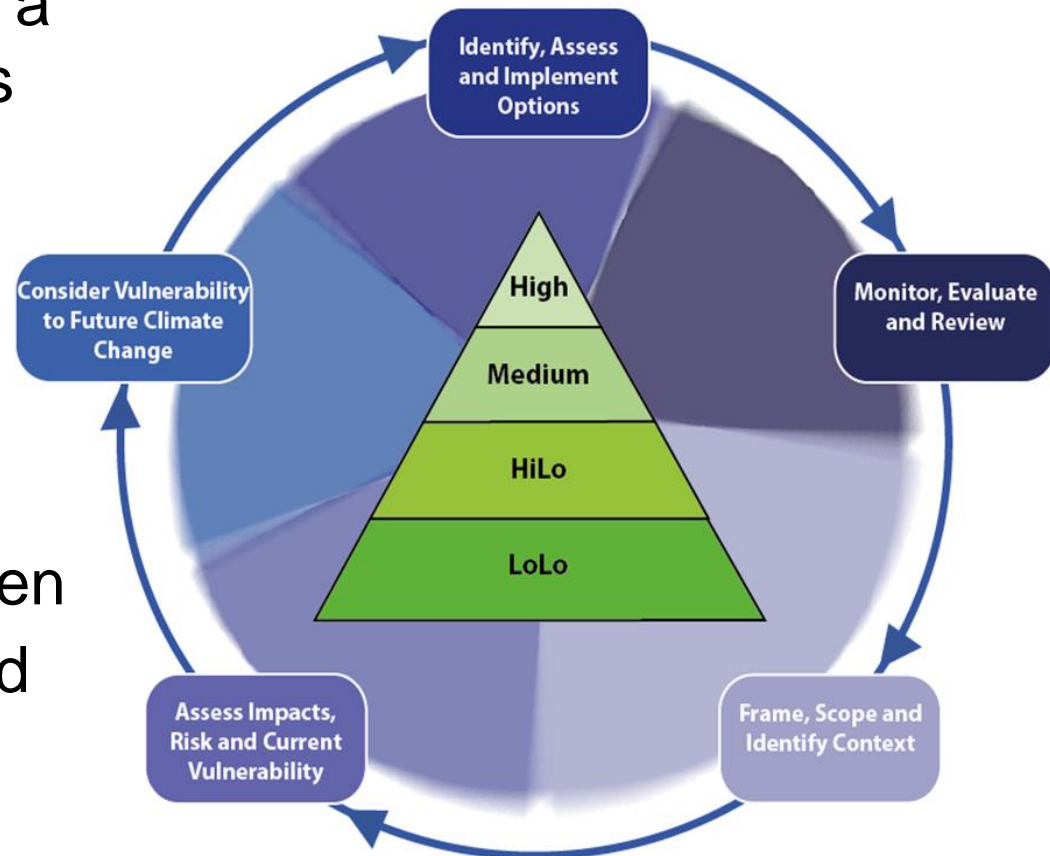 a
s
en
d
Identify, Assess
and Implement
Options
Monitor, Evaluate
and Review
Frame, Scope and
Identify Context
Assess Impacts,
Risk and Current
Vulnerability
Consider Vulnerability
to Future Climate
Change
High
Medium
HiLo
LoLo